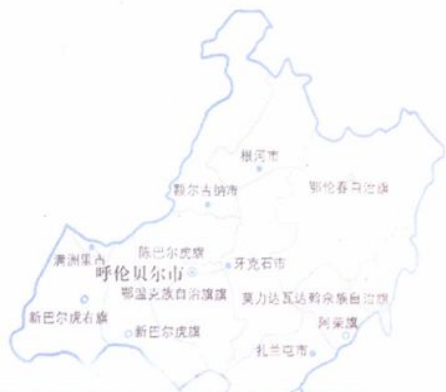 根河市
鄂伦春自治旗
额尔古纳市
陈巴尔虎旗
满洲里市
呼伦贝尔市
牙克石市
鄂温克族自治旗旗
莫力达瓦达斡尔族自治旗
新巴尔虎右旗
新巴尔虎旗
阿荣旗
扎兰屯市